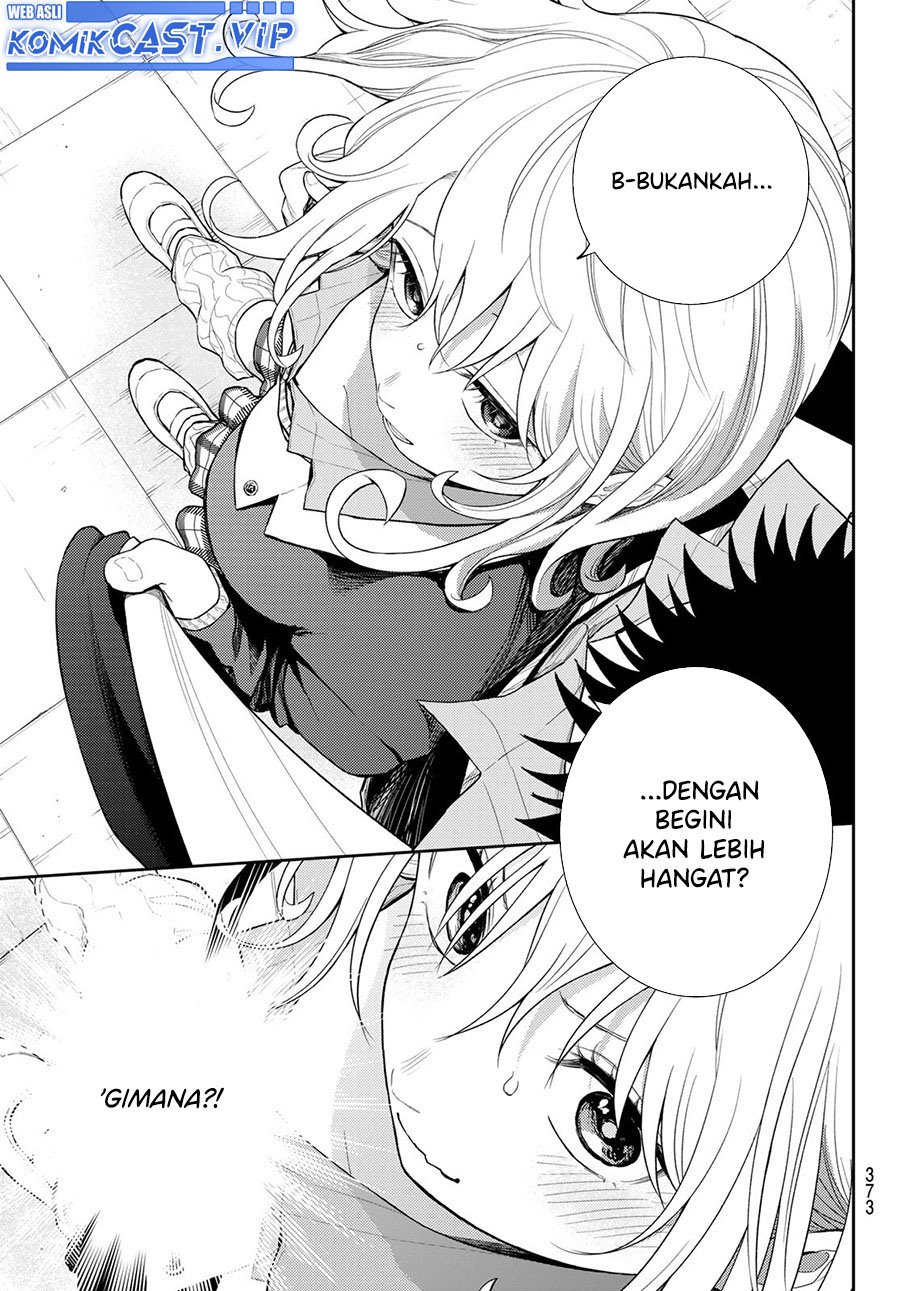 WEB ASLI
KOMIKCAST.VIP
B-BUKANKAH...
...DENGAN
BEGINI
AKAN LEBIH
HANGAT?
'GIMANA?!
373